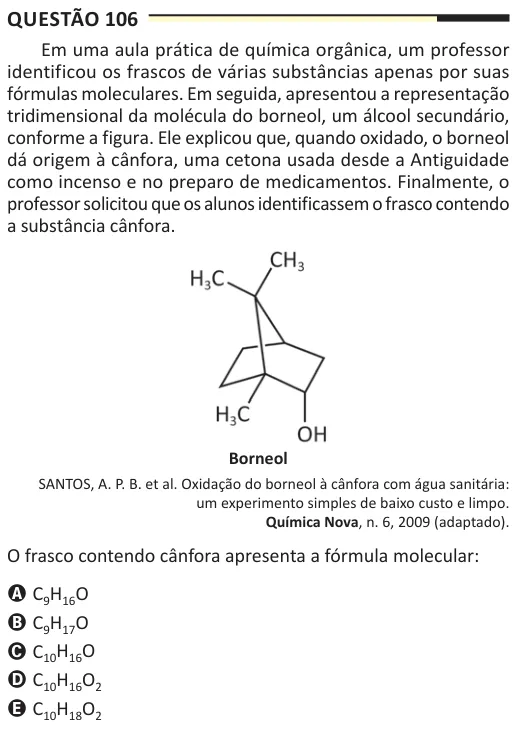 QUESTÃO 106
Em uma aula prática de química orgânica, um professor
identificou os frascos de várias substâncias apenas por suas
fórmulas moleculares. Em seguida, apresentou a representação
tridimensional da molécula do borneol, um álcool secundário,
conforme a figura. Ele explicou que, quando oxidado, o borneol
dá origem à cânfora, uma cetona usada desde a Antiguidade
como incenso e no preparo de medicamentos. Finalmente, o
professor solicitou que os alunos identificassem o frasco contendo
a substância cânfora.
CH₃
H₃C
H₃C
OH
Borneol
SANTOS, A. P. B. et al. Oxidação do borneol à cânfora com água sanitária:
um experimento simples de baixo custo e limpo.
Química Nova, n. 6, 2009 (adaptado).
O frasco contendo cânfora apresenta a fórmula molecular:
A C₉H₁₆O
B C₉H₁₇O
C C₁₀H₁₆O
D C₁₀H₁₆O₂
E C₁₀H₁₈O₂